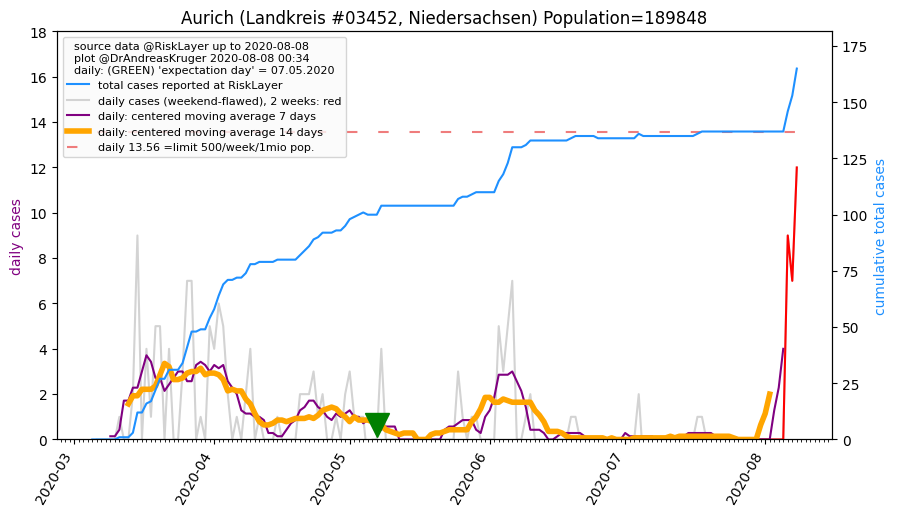 Aurich (Landkreis #03452, Niedersachsen) Population=189848
source data @RiskLayer up to 2020-08-08
plot @DrAndreasKruger 2020-08-08 00:34
daily: (GREEN) 'expectation day' = 07.05.2020
total cases reported at RiskLayer
daily cases (weekend-flawed), 2 weeks: red
daily: centered moving average 7 days
daily: centered moving average 14 days
daily 13.56 =limit 500/week/1mio pop.
daily cases
18
16
14
12
10
8
6
4
2
0
175
150
125
100
75
50
25
0
cumulative total cases
2020-03
2020-04
2020-05
2020-06
2020-07
2020-08